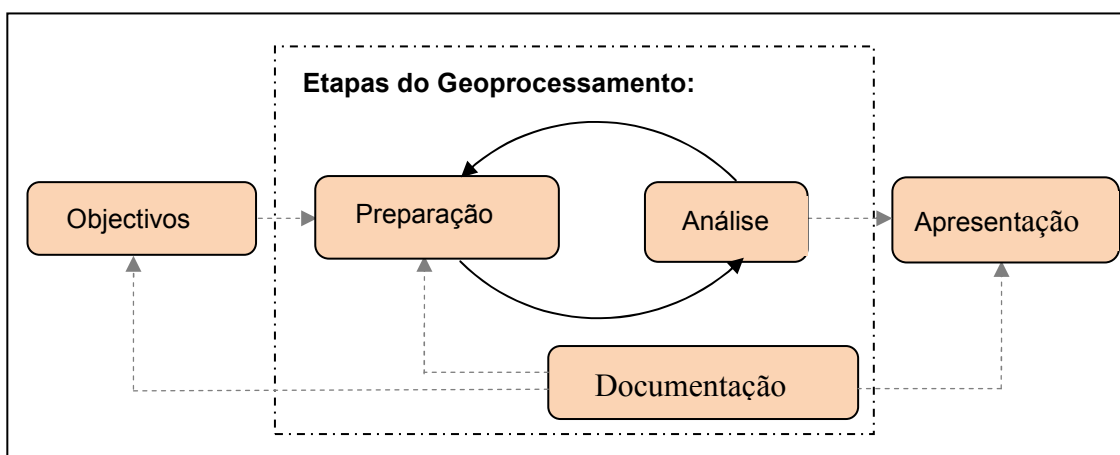 Etapas do Geoprocessamento:
Objectivos
Preparação
Análise
Apresentação
Documentação